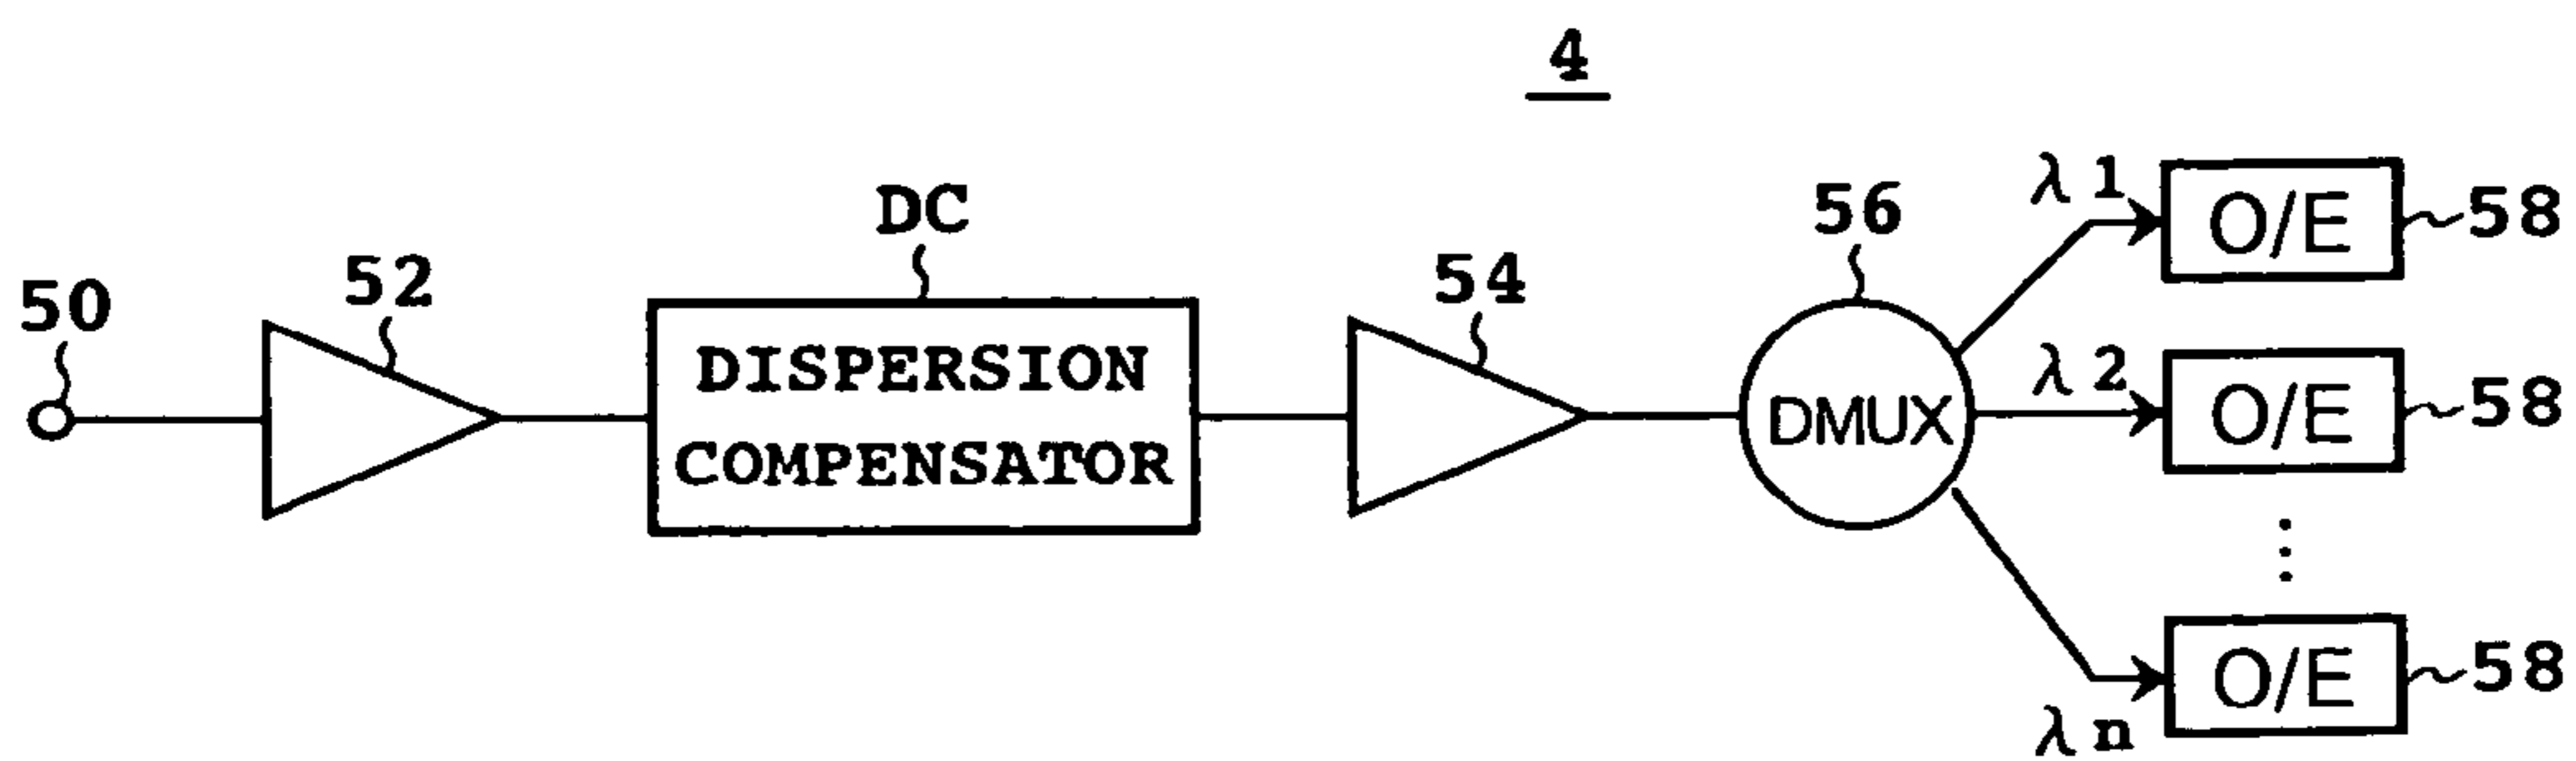 4
50
52
DC
DISPERSION
COMPENSATOR
54
56
DMUX
λ1
O/E
58
λ2
O/E
58
λn
O/E
58